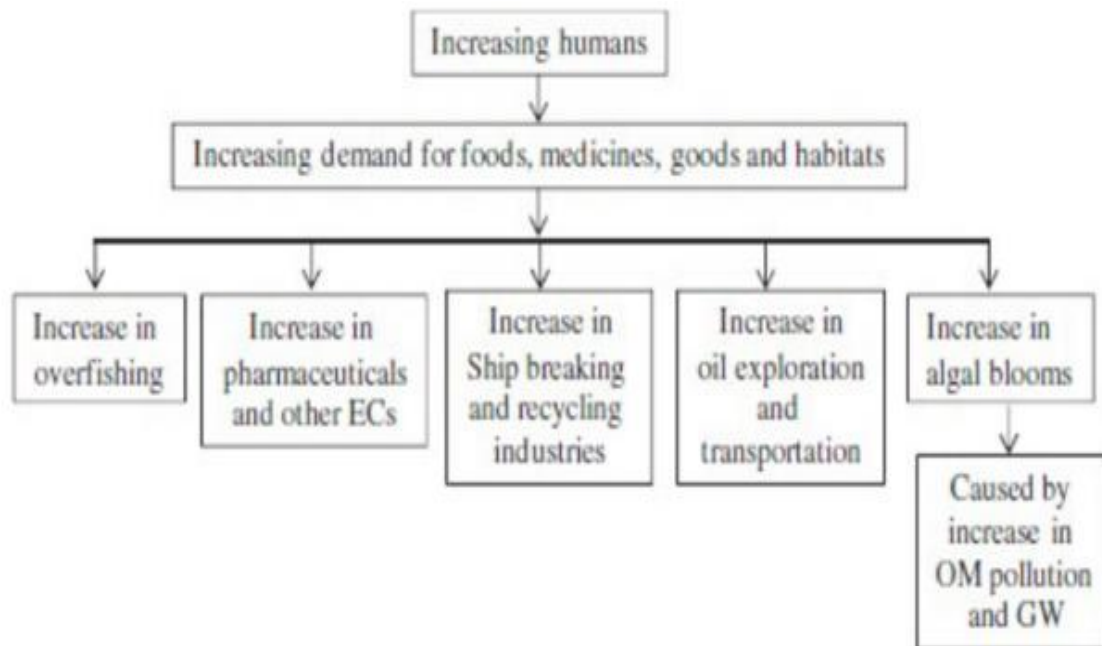 Increasing humans
Increasing demand for foods, medicines, goods and habitats
Increase in
overfishing
Increase in
pharmaceuticals
and other ECs
Increase in
Ship breaking
and recycling
industries
Increase in
oil exploration
and
transportation
Increase in
algal blooms
Caused by
increase in
OM pollution
and GW